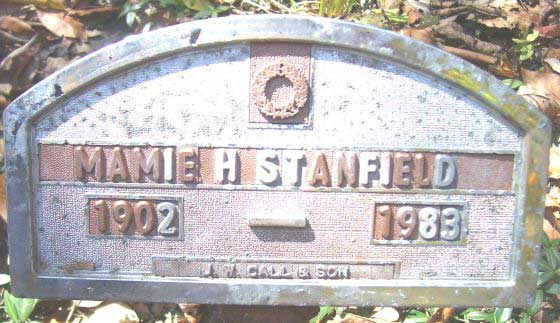 MAMIE H STANFIELD
1902 — 1983
J. W. CALL & SON